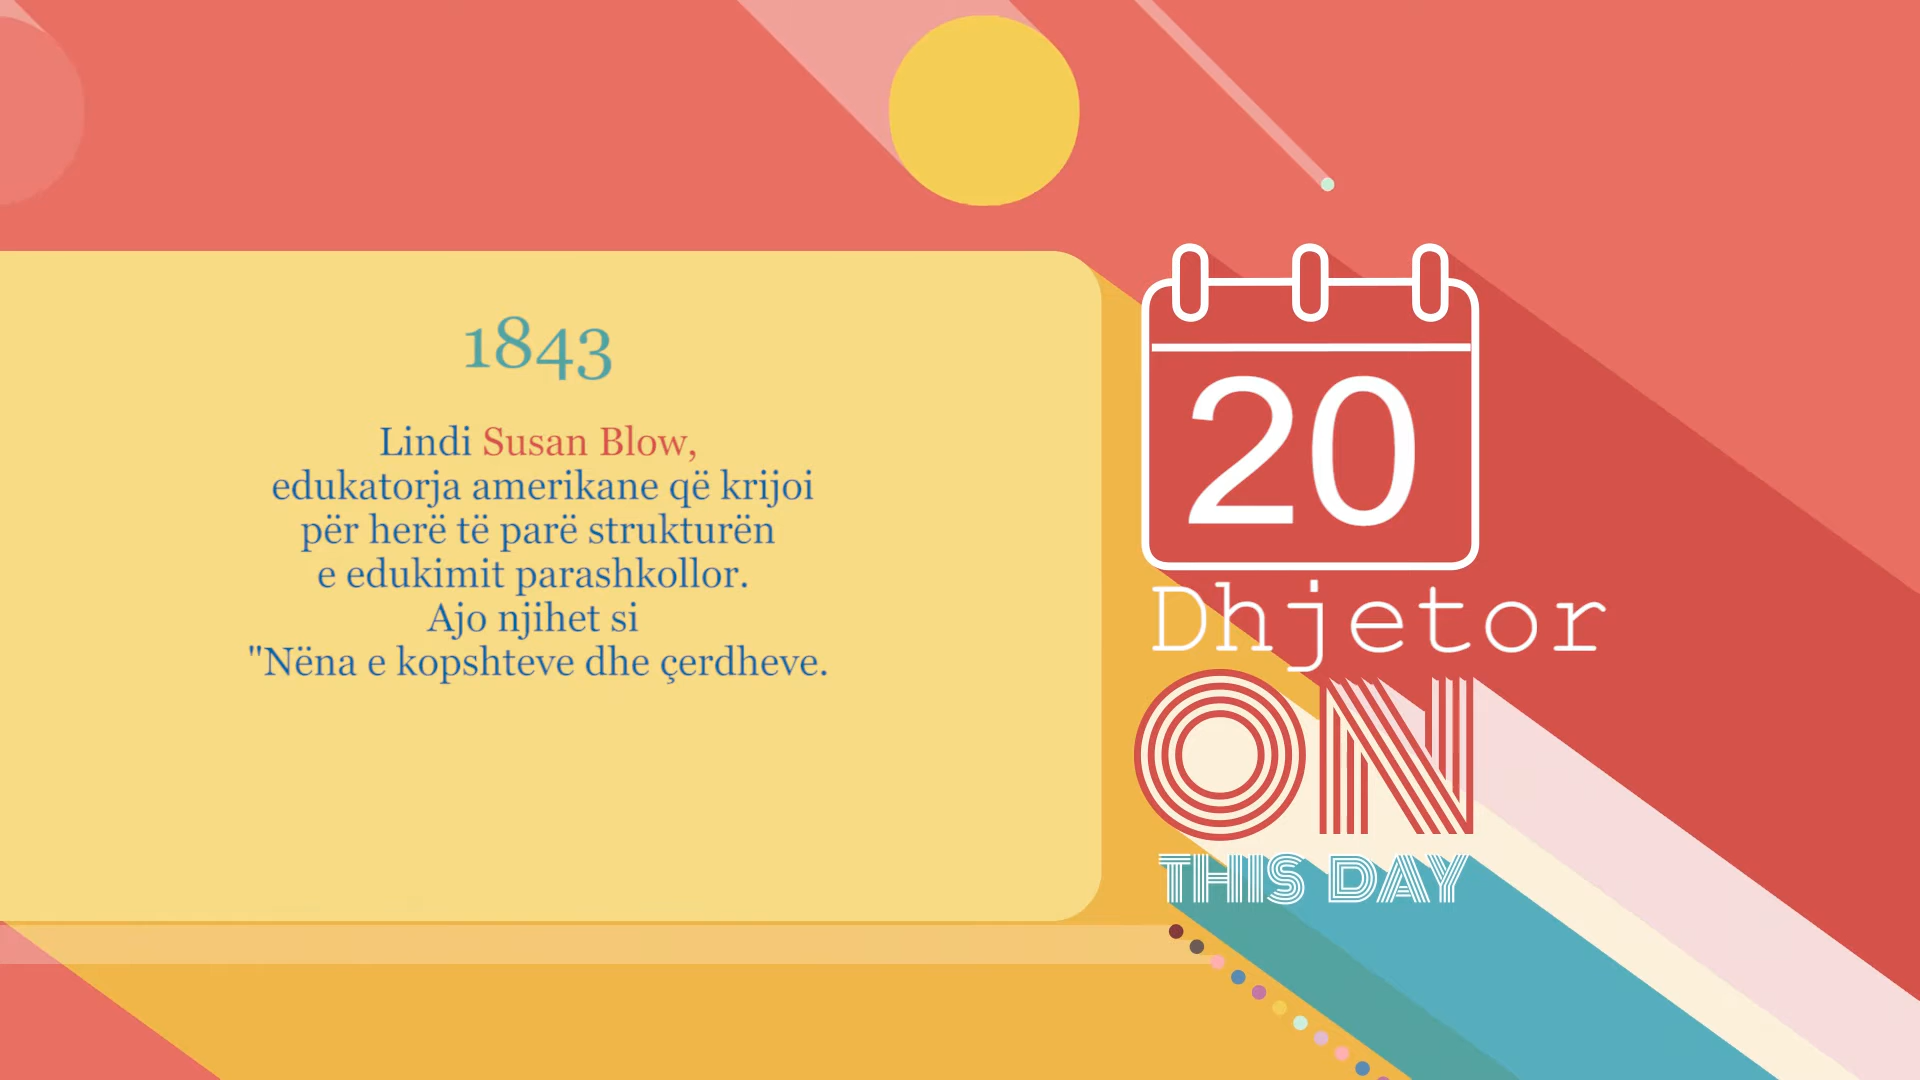 1843
Lindi Susan Blow,
edukatorja amerikane që krijoi
për herë të parë strukturën
e edukimit parashkollor.
Ajo njihet si
"Nëna e kopshteve dhe çerdheve.
20
Dhjetor
ON
THIS DAY